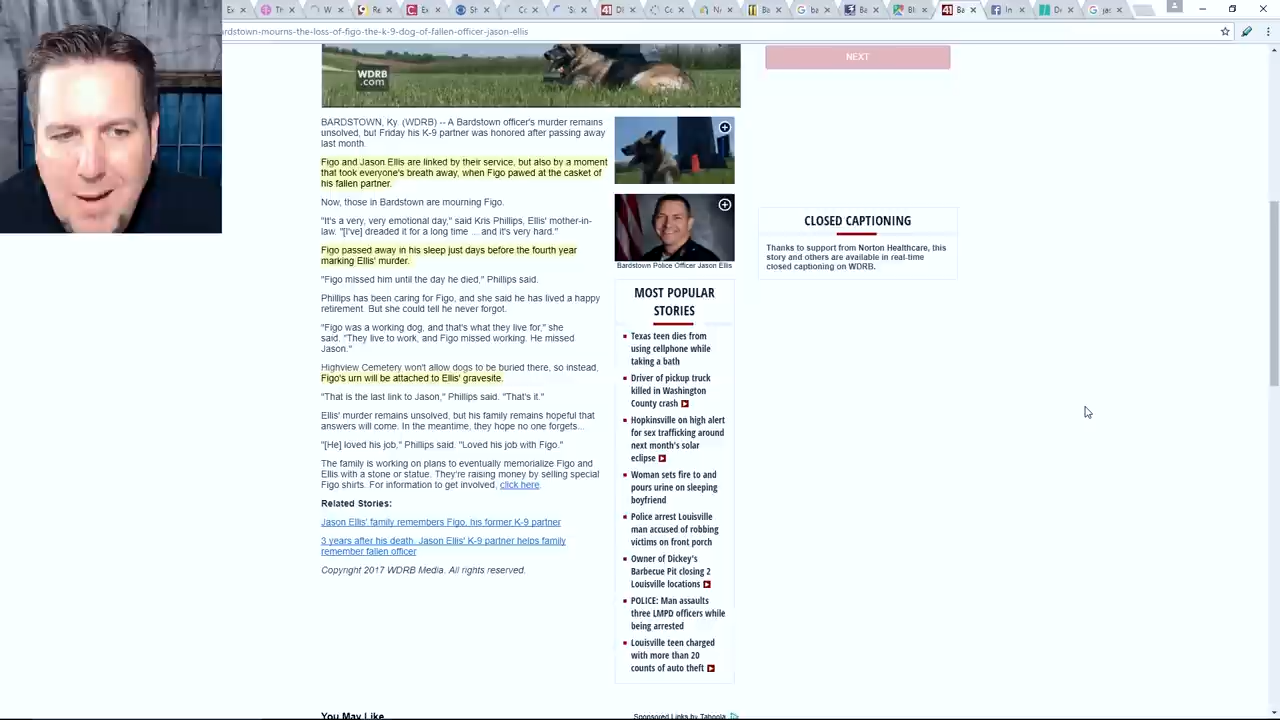 ardstown-mourns-the-loss-of-figo-the-k-9-dog-of-fallen-officer-jason-ellis
WDRB
.com
NEXT
BARDSTOWN, Ky. (WDRB) -- A Bardstown officer's murder remains
unsolved, but Friday his K-9 partner was honored after passing away
last month.
Figo and Jason Ellis are linked by their service, but also by a moment
that took everyone's breath away, when Figo pawed at the casket of
his fallen partner.
Now, those in Bardstown are mourning Figo.
"It's a very, very emotional day," said Kris Phillips, Ellis' mother-in-
law. "[I've] dreaded it for a long time ... and it's very hard."
Figo passed away in his sleep just days before the fourth year
marking Ellis' murder.
"Figo missed him until the day he died," Phillips said.
Phillips has been caring for Figo, and she said he has lived a happy
retirement. But she could tell he never forgot.
"Figo was a working dog, and that's what they live for," she
said. "They live to work, and Figo missed working. He missed
Jason."
Highview Cemetery won't allow dogs to be buried there, so instead,
Figo's urn will be attached to Ellis' gravesite.
"That is the last link to Jason," Phillips said. "That's it."
Ellis' murder remains unsolved, but his family remains hopeful that
answers will come. In the meantime, they hope no one forgets...
"[He] loved his job," Phillips said. "Loved his job with Figo."
The family is working on plans to eventually memorialize Figo and
Ellis with a stone or statue. They're raising money by selling special
Figo shirts. For information to get involved, click here.
Related Stories:
Jason Ellis' family remembers Figo, his former K-9 partner
3 years after his death, Jason Ellis' K-9 partner helps family
remember fallen officer
Copyright 2017 WDRB Media. All rights reserved.
Bardstown Police Officer Jason Ellis
MOST POPULAR
STORIES
Texas teen dies from
using cellphone while
taking a bath
Driver of pickup truck
killed in Washington
County crash
Hopkinsville on high alert
for sex trafficking around
next month's solar
eclipse
Woman sets fire to and
pours urine on sleeping
boyfriend
Police arrest Louisville
man accused of robbing
victims on front porch
Owner of Dickey's
Barbecue Pit closing 2
Louisville locations
POLICE: Man assaults
three LMPD officers while
being arrested
Louisville teen charged
with more than 20
counts of auto theft
CLOSED CAPTIONING
Thanks to support from Norton Healthcare, this
story and others are available in real-time
closed captioning on WDRB.
You May Like
Sponsored Links by Taboola